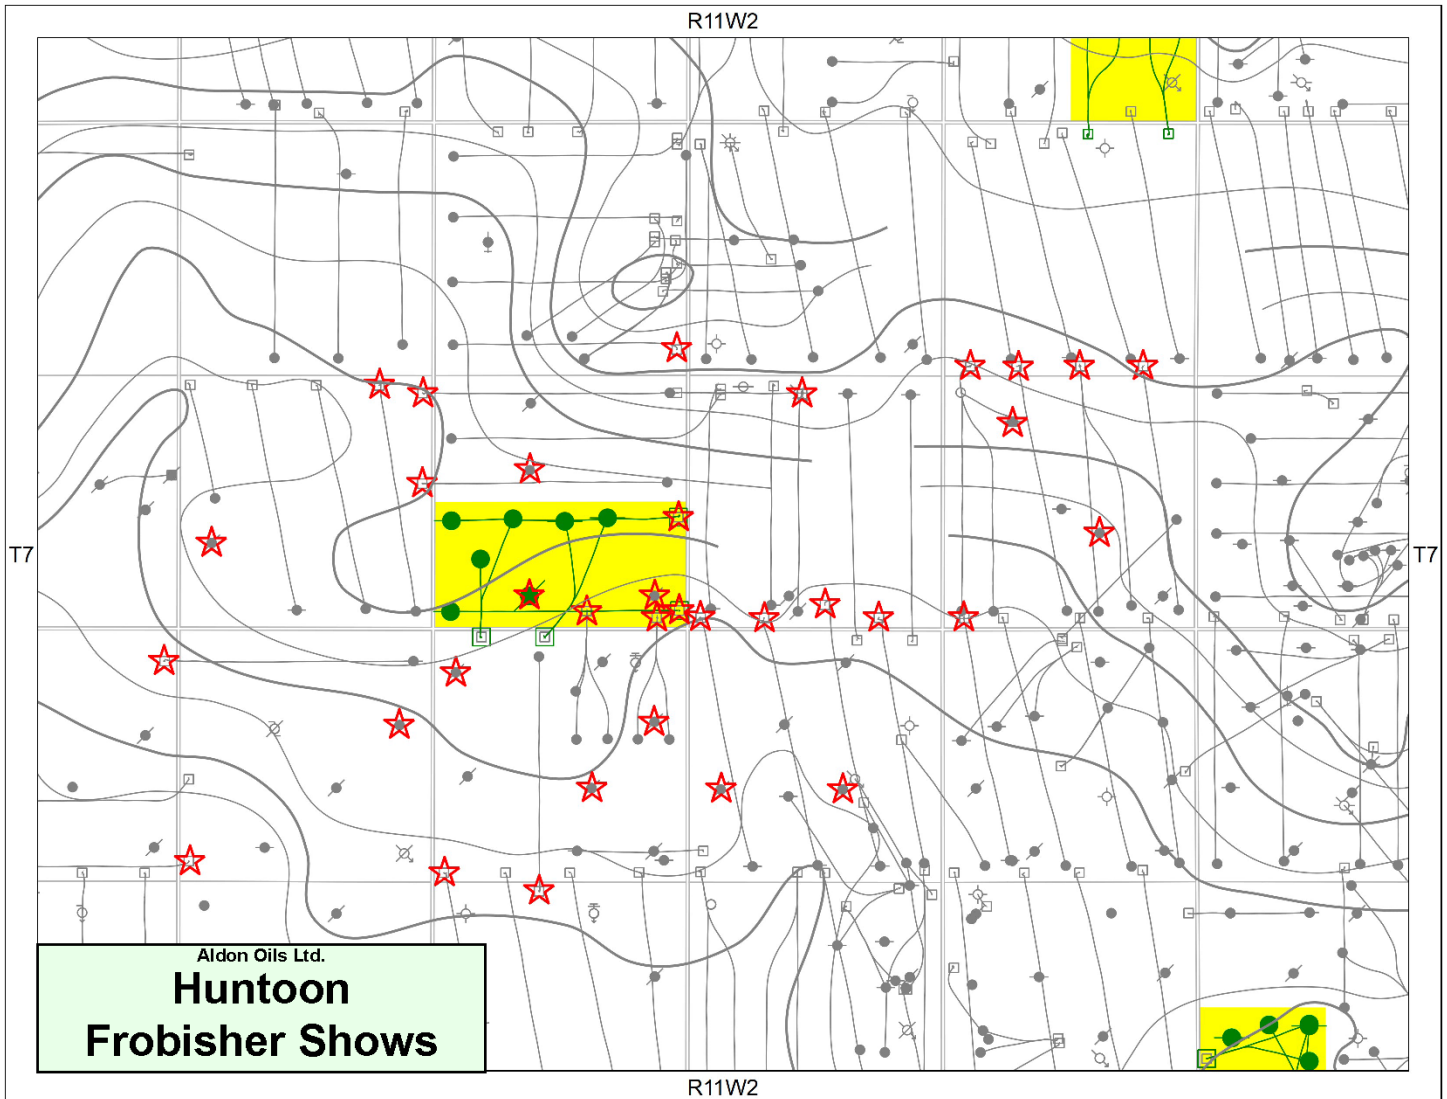 R11W2
T7
T7
Aldon Oils Ltd.
Huntoon
Frobisher Shows
R11W2